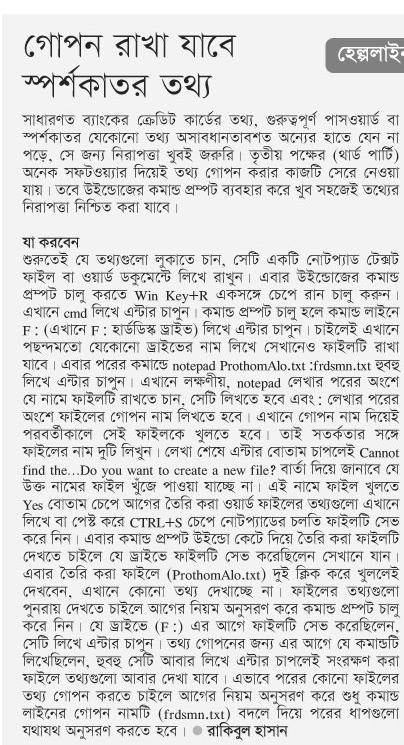 গোপন রাখা যাবে
হেল্পলাইন
স্পর্শকাতর তথ্য
সাধারণত ব্যাংকের ক্রেডিট কার্ডের তথ্য, গুরুত্বপূর্ণ পাসওয়ার্ড বা
স্পর্শকাতর যেকোনো তথ্য অসাবধানতাবশত অন্যের হাতে যেন না
পড়ে, সে জন্য নিরাপত্তা খুবই জরুরি। তৃতীয় পক্ষের (থার্ড পার্টি)
অনেক সফটওয়্যার দিয়েই তথ্য গোপন করার কাজটি সেরে নেওয়া
যায়। তবে উইন্ডোজের কমান্ড প্রম্পট ব্যবহার করে খুব সহজেই তথ্যের
নিরাপত্তা নিশ্চিত করা যাবে।
যা করবেন
শুরুতেই যে তথ্যগুলো লুকাতে চান, সেটি একটি নোটপ্যাড টেক্সট
ফাইল বা ওয়ার্ড ডকুমেন্টে লিখে রাখুন। এবার উইন্ডোজের কমান্ড
প্রম্পট চালু করতে Win Key+R একসঙ্গে চেপে রান চালু করুন।
এখানে cmd লিখে এন্টার চাপুন। কমান্ড প্রম্পট চালু হলে কমান্ড লাইনে
F : (এখানে F : হার্ডডিস্ক ড্রাইভ) লিখে এন্টার চাপুন। চাইলেই এখানে
পছন্দমতো যেকোনো ড্রাইভের নাম লিখে সেখানেও ফাইলটি রাখা
যাবে। এবার পরের কমান্ডে notepad ProthomAlo.txt :frdsmn.txt হুবহু
লিখে এন্টার চাপুন। এখানে লক্ষণীয়, notepad লেখার পরের অংশে
যে নামে ফাইলটি রাখতে চান, সেটি লিখতে হবে এবং : লেখার পরের
অংশে ফাইলের গোপন নাম লিখতে হবে। এখানে গোপন নাম দিয়েই
পরবর্তীকালে সেই ফাইলকে খুলতে হবে। তাই সতর্কতার সঙ্গে
ফাইলের নাম দুটি লিখুন। লেখা শেষে এন্টার বোতাম চাপলেই Cannot
find the...Do you want to create a new file? বার্তা দিয়ে জানাবে যে
উক্ত নামের ফাইল খুঁজে পাওয়া যাচ্ছে না। এই নামে ফাইল খুলতে
Yes বোতাম চেপে আগের তৈরি করা ওয়ার্ড ফাইলের তথ্যগুলো এখানে
লিখে বা পেস্ট করে CTRL+S চেপে নোটপ্যাডের চলতি ফাইলটি সেভ
করে নিন। এবার কমান্ড প্রম্পট উইন্ডো কেটে দিয়ে তৈরি করা ফাইলটি
দেখতে চাইলে যে ড্রাইভে ফাইলটি সেভ করেছিলেন সেখানে যান।
এবার তৈরি করা ফাইলে (ProthomAlo.txt) দুই ক্লিক করে খুললেই
দেখবেন, এখানে কোনো তথ্য দেখাচ্ছে না। ফাইলের তথ্যগুলো
পুনরায় দেখতে চাইলে আগের নিয়ম অনুসরণ করে কমান্ড প্রম্পট চালু
করে নিন। যে ড্রাইভে (F :) এর আগে ফাইলটি সেভ করেছিলেন,
সেটি লিখে এন্টার চাপুন। তথ্য গোপনের জন্য এর আগে যে কমান্ডটি
লিখেছিলেন, হুবহু সেটি আবার লিখে এন্টার চাপলেই সংরক্ষণ করা
ফাইলে তথ্যগুলো আবার দেখা যাবে। এভাবে পরের কোনো ফাইলের
তথ্য গোপন করতে চাইলে আগের নিয়ম অনুসরণ করে শুধু কমান্ড
লাইনের গোপন নামটি (frdsmn.txt) বদলে দিয়ে পরের ধাপগুলো
যথাযথ অনুসরণ করতে হবে। ● রাকিবুল হাসান